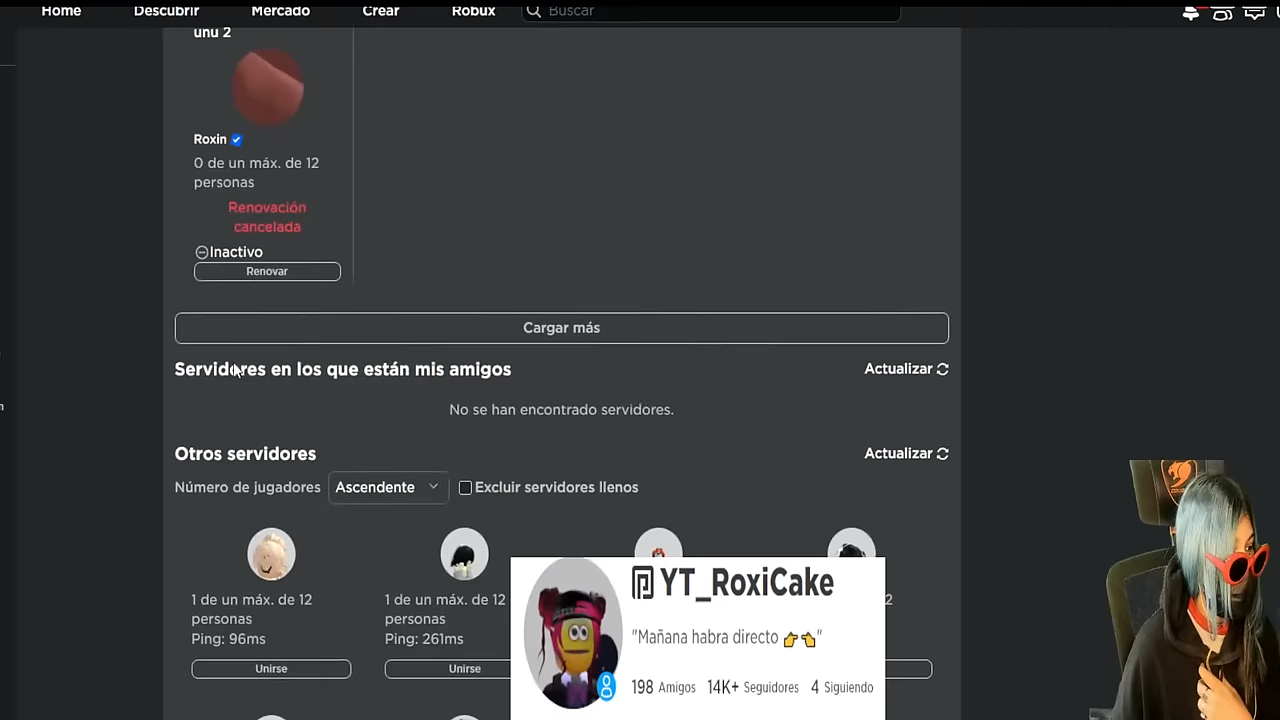 Home Descubrir Mercado Crear Robux Buscar
unu 2
Roxin
0 de un máx. de 12
personas
Renovación
cancelada
Inactivo
Renovar
Cargar más
Servidores en los que están mis amigos Actualizar
No se han encontrado servidores.
Otros servidores Actualizar
Número de jugadores Ascendente Excluir servidores llenos
1 de un máx. de 12
personas
Ping: 96ms
Unirse
1 de un máx. de 12
personas
Ping: 261ms
Unirse
2
YT_RoxiCake
"Mañana habra directo 👉👈"
198 Amigos 14K+ Seguidores 4 Siguiendo